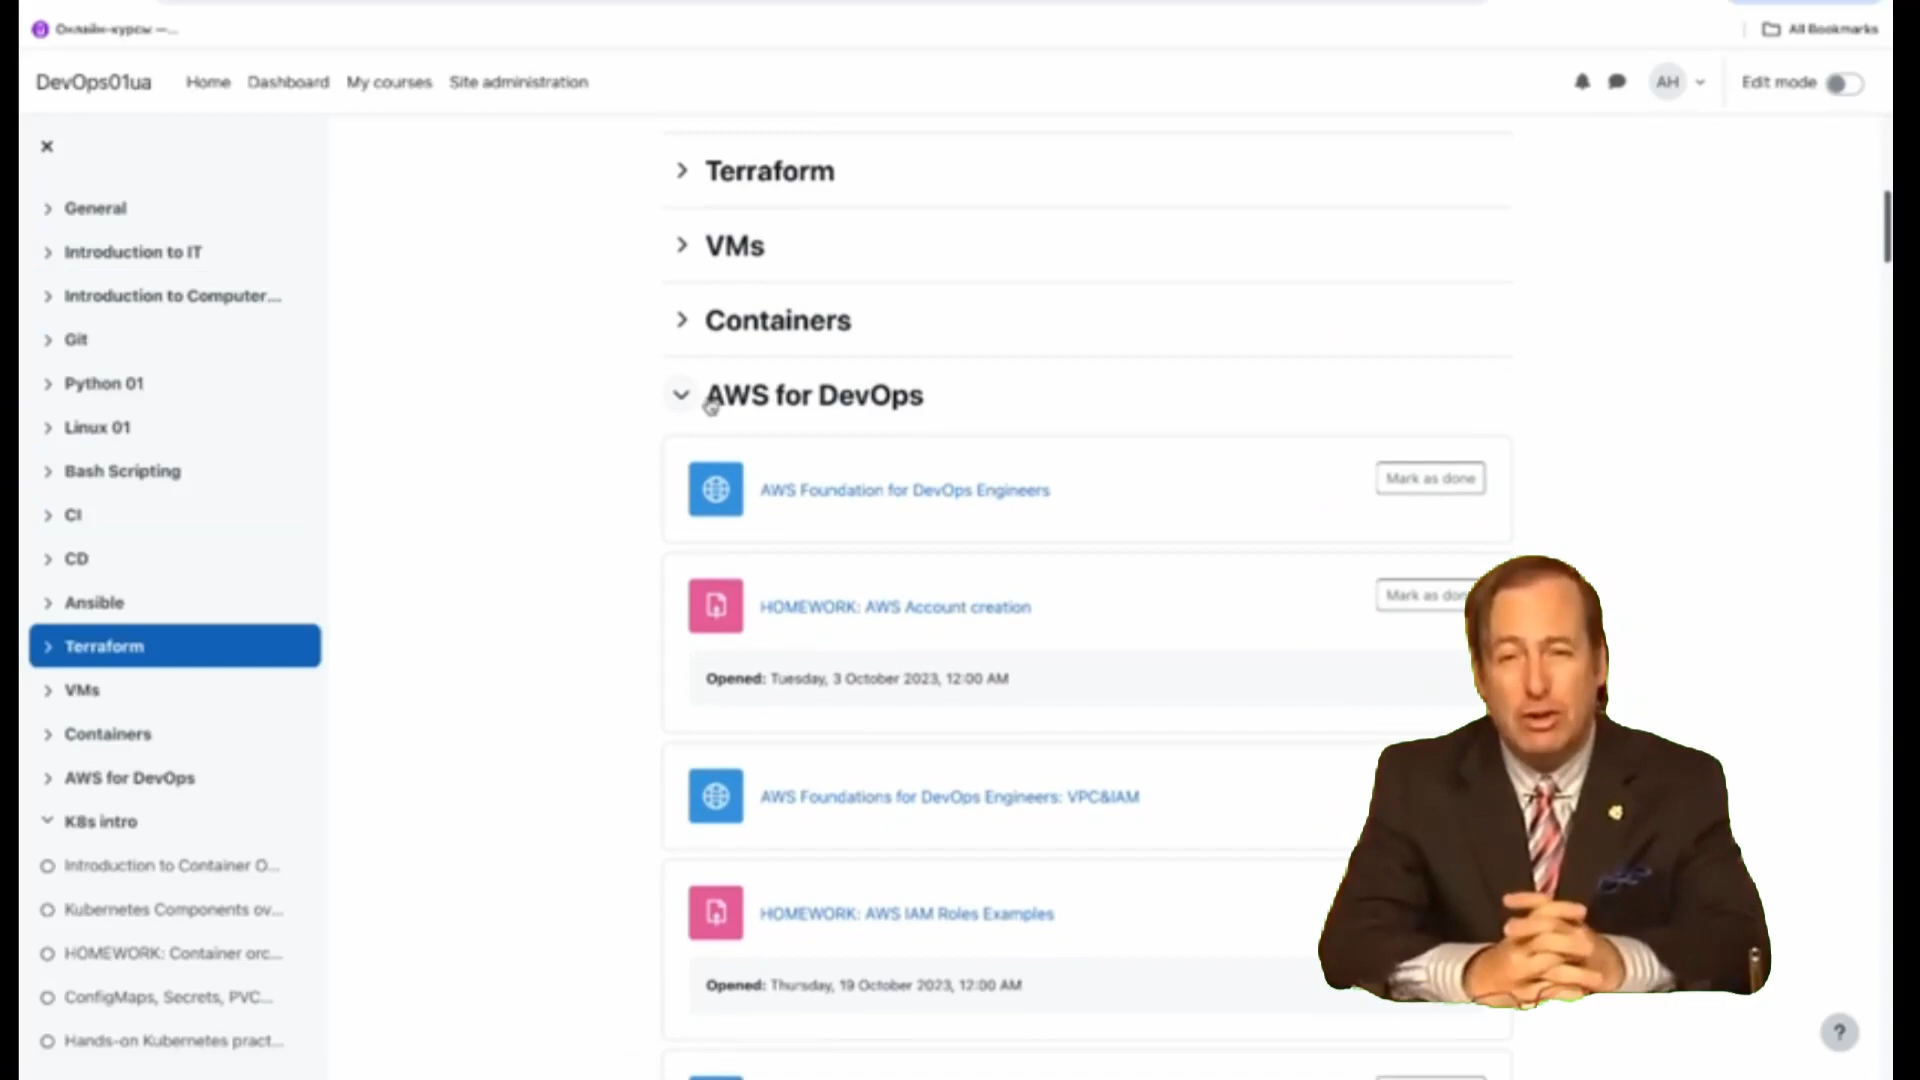 Онлайн-курсы —...
All Bookmarks
DevOps01ua
Home
Dashboard
My courses
Site administration
AH
Edit mode
General
Introduction to IT
Introduction to Computer...
Git
Python 01
Linux 01
Bash Scripting
CI
CD
Ansible
Terraform
VMs
Containers
AWS for DevOps
K8s intro
Introduction to Container O...
Kubernetes Components ov...
HOMEWORK: Container orc...
ConfigMaps, Secrets, PVC...
Hands-on Kubernetes pract...
Terraform
VMs
Containers
AWS for DevOps
AWS Foundation for DevOps Engineers
Mark as done
HOMEWORK: AWS Account creation
Mark as don
Opened: Tuesday, 3 October 2023, 12:00 AM
AWS Foundations for DevOps Engineers: VPC&IAM
HOMEWORK: AWS IAM Roles Examples
Opened: Thursday, 19 October 2023, 12:00 AM
?